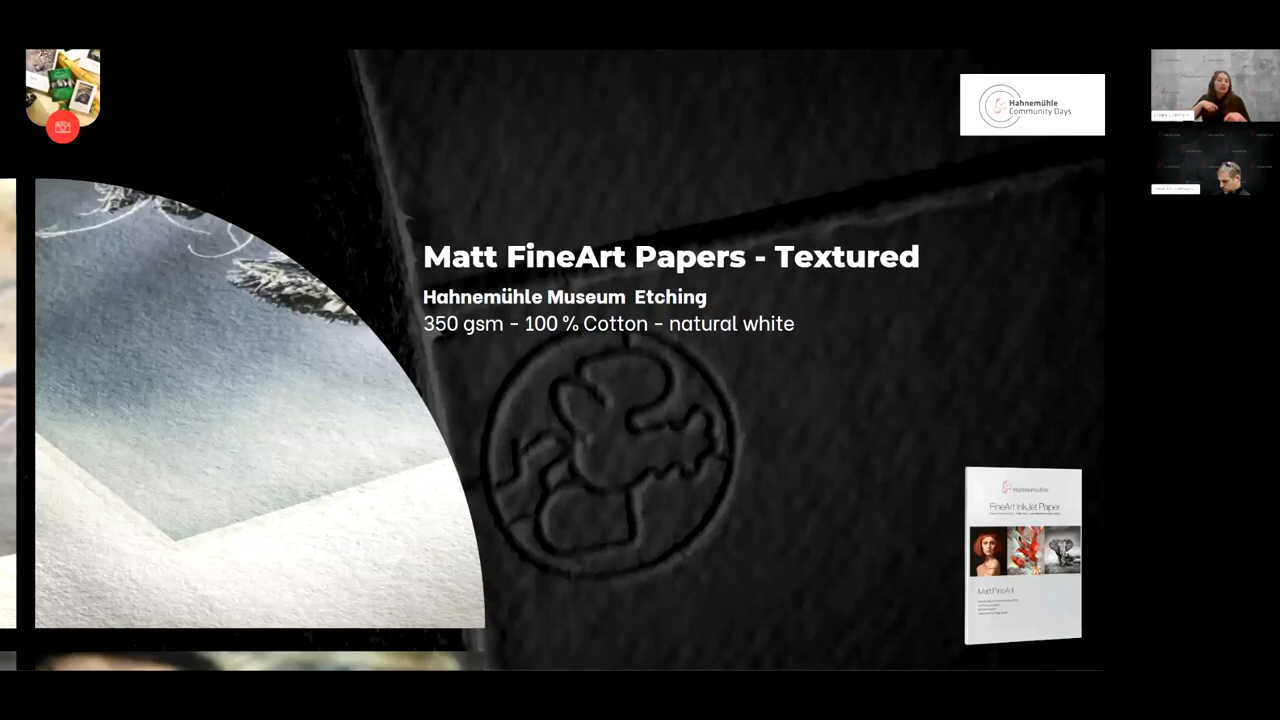 Hahnemühle
Community Days
Matt FineArt Papers - Textured
Hahnemühle Museum Etching
350 gsm - 100 % Cotton - natural white
Hahnemühle
FineArt InkJet Paper
Matt FineArt